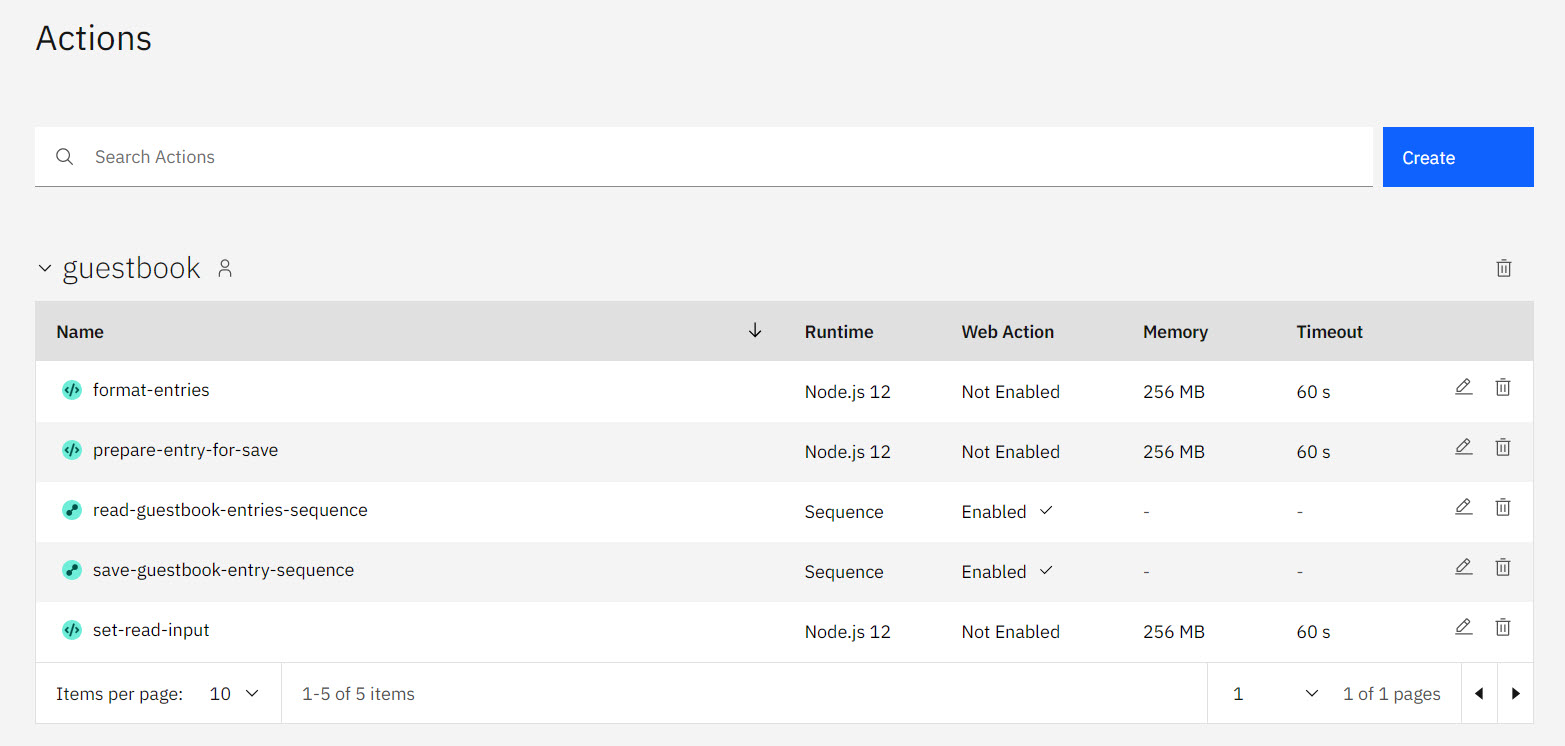 Actions
Search Actions
Create
guestbook
Name Runtime Web Action Memory Timeout
format-entries Node.js 12 Not Enabled 256 MB 60 s
prepare-entry-for-save Node.js 12 Not Enabled 256 MB 60 s
read-guestbook-entries-sequence Sequence Enabled - -
save-guestbook-entry-sequence Sequence Enabled - -
set-read-input Node.js 12 Not Enabled 256 MB 60 s
Items per page: 10 1-5 of 5 items 1 1 of 1 pages